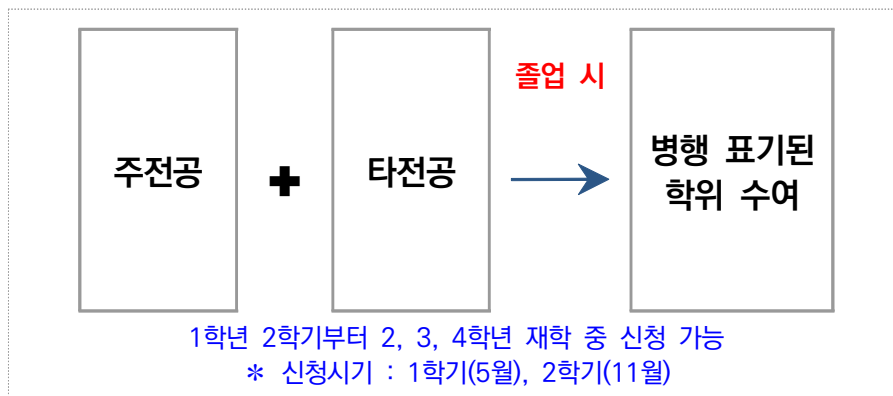 졸업 시
주전공 + 타전공
병행 표기된
학위 수여
1학년 2학기부터 2, 3, 4학년 재학 중 신청 가능
* 신청시기 : 1학기(5월), 2학기(11월)